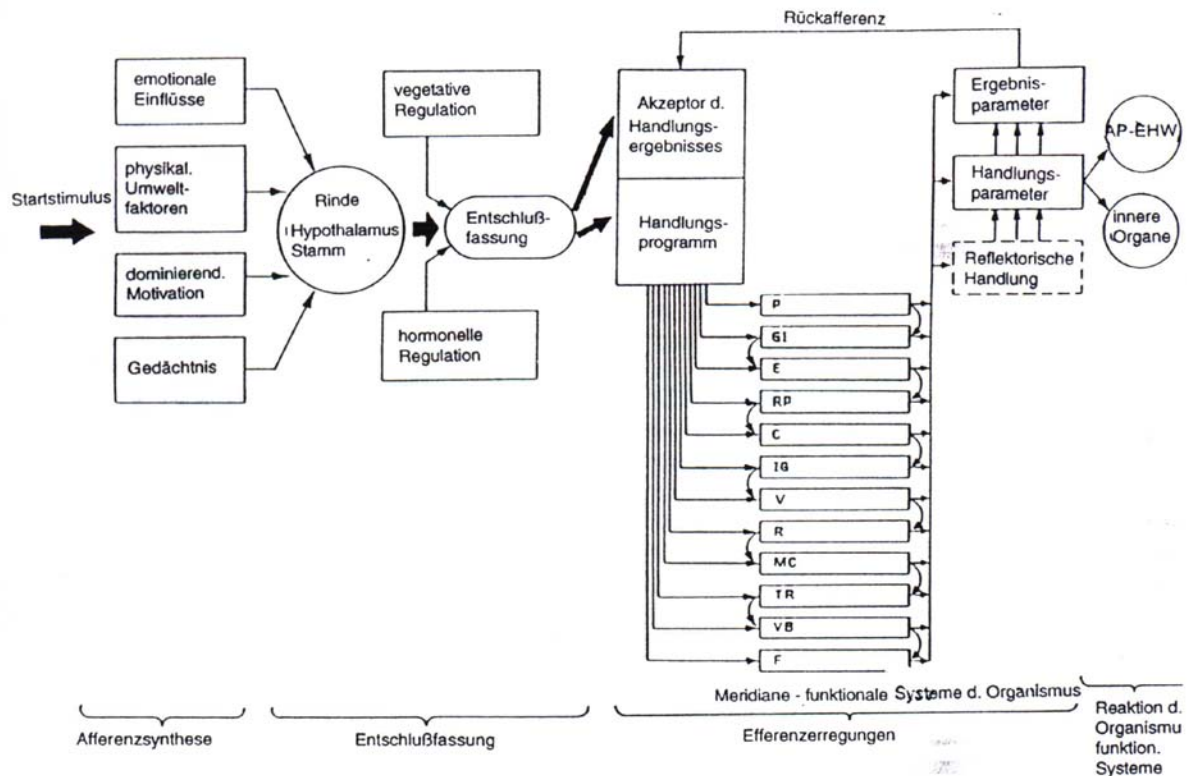 Rückafferenz
Startstimulus
emotionale
Einflüsse
physikal.
Umwelt-
faktoren
dominierend.
Motivation
Gedächtnis
Rinde
Hypothalamus
Stamm
vegetative
Regulation
Entschluß-
fassung
hormonelle
Regulation
Akzeptor d.
Handlungs-
ergebnisses
Handlungs-
programm
P
GI
E
RP
C
IG
V
R
MC
TR
VB
F
Ergebnis-
parameter
Handlungs-
parameter
Reflektorische
Handlung
AP-EHW
innere
Organe
Meridiane - funktionale Systeme d. Organismus
Afferenzsynthese
Entschlußfassung
Efferenzerregungen
Reaktion d.
Organismu
funktion.
Systeme